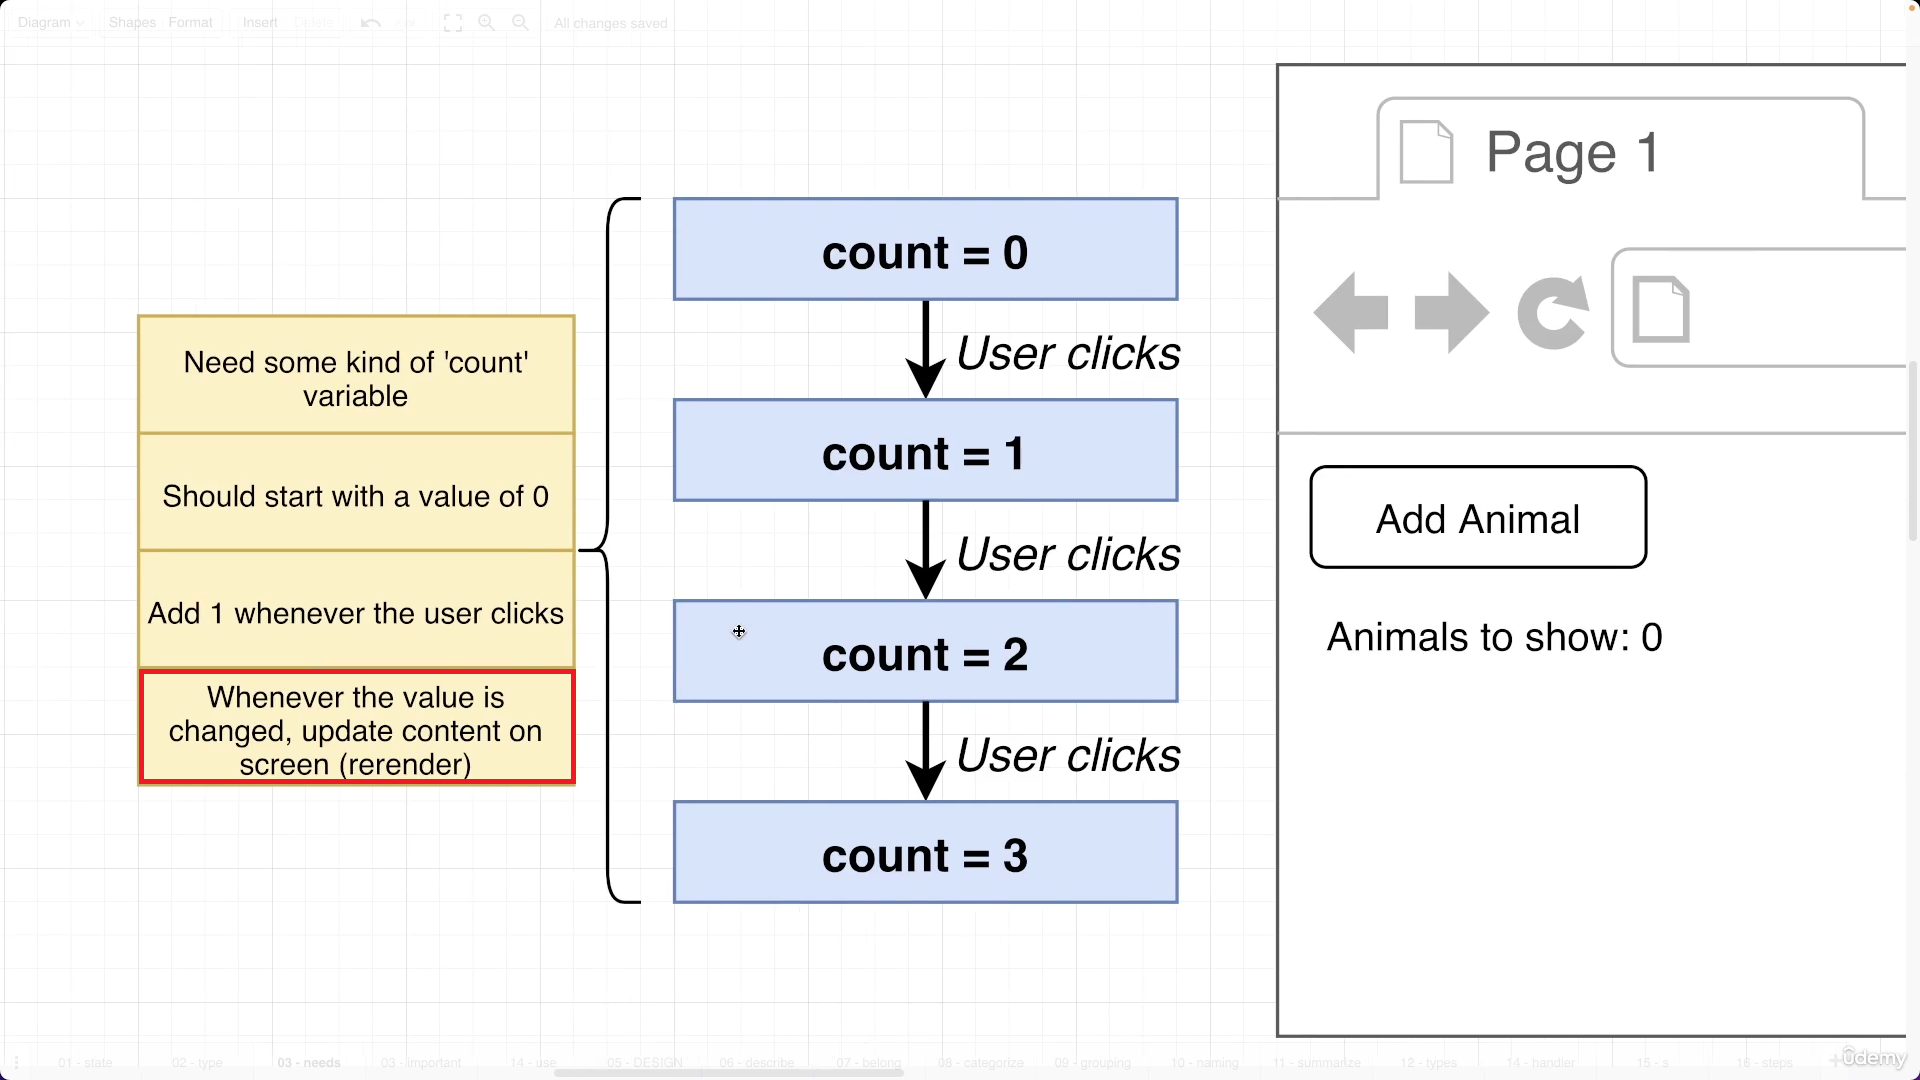 Diagram
Shapes
Format
Insert
Delete
All changes saved
Need some kind of 'count'
variable
Should start with a value of 0
Add 1 whenever the user clicks
Whenever the value is
changed, update content on
screen (rerender)
count = 0
User clicks
count = 1
User clicks
count = 2
User clicks
count = 3
Page 1
Add Animal
Animals to show: 0
01 - state
02 - type
03 - needs
03 - important
14 - use
05 - DESIGN
06 - describe
07 - belong
08 - categorize
09 - grouping
10 - naming
11 - summarize
12 - types
14 - handler
15 - s
16 - steps
ûdemy